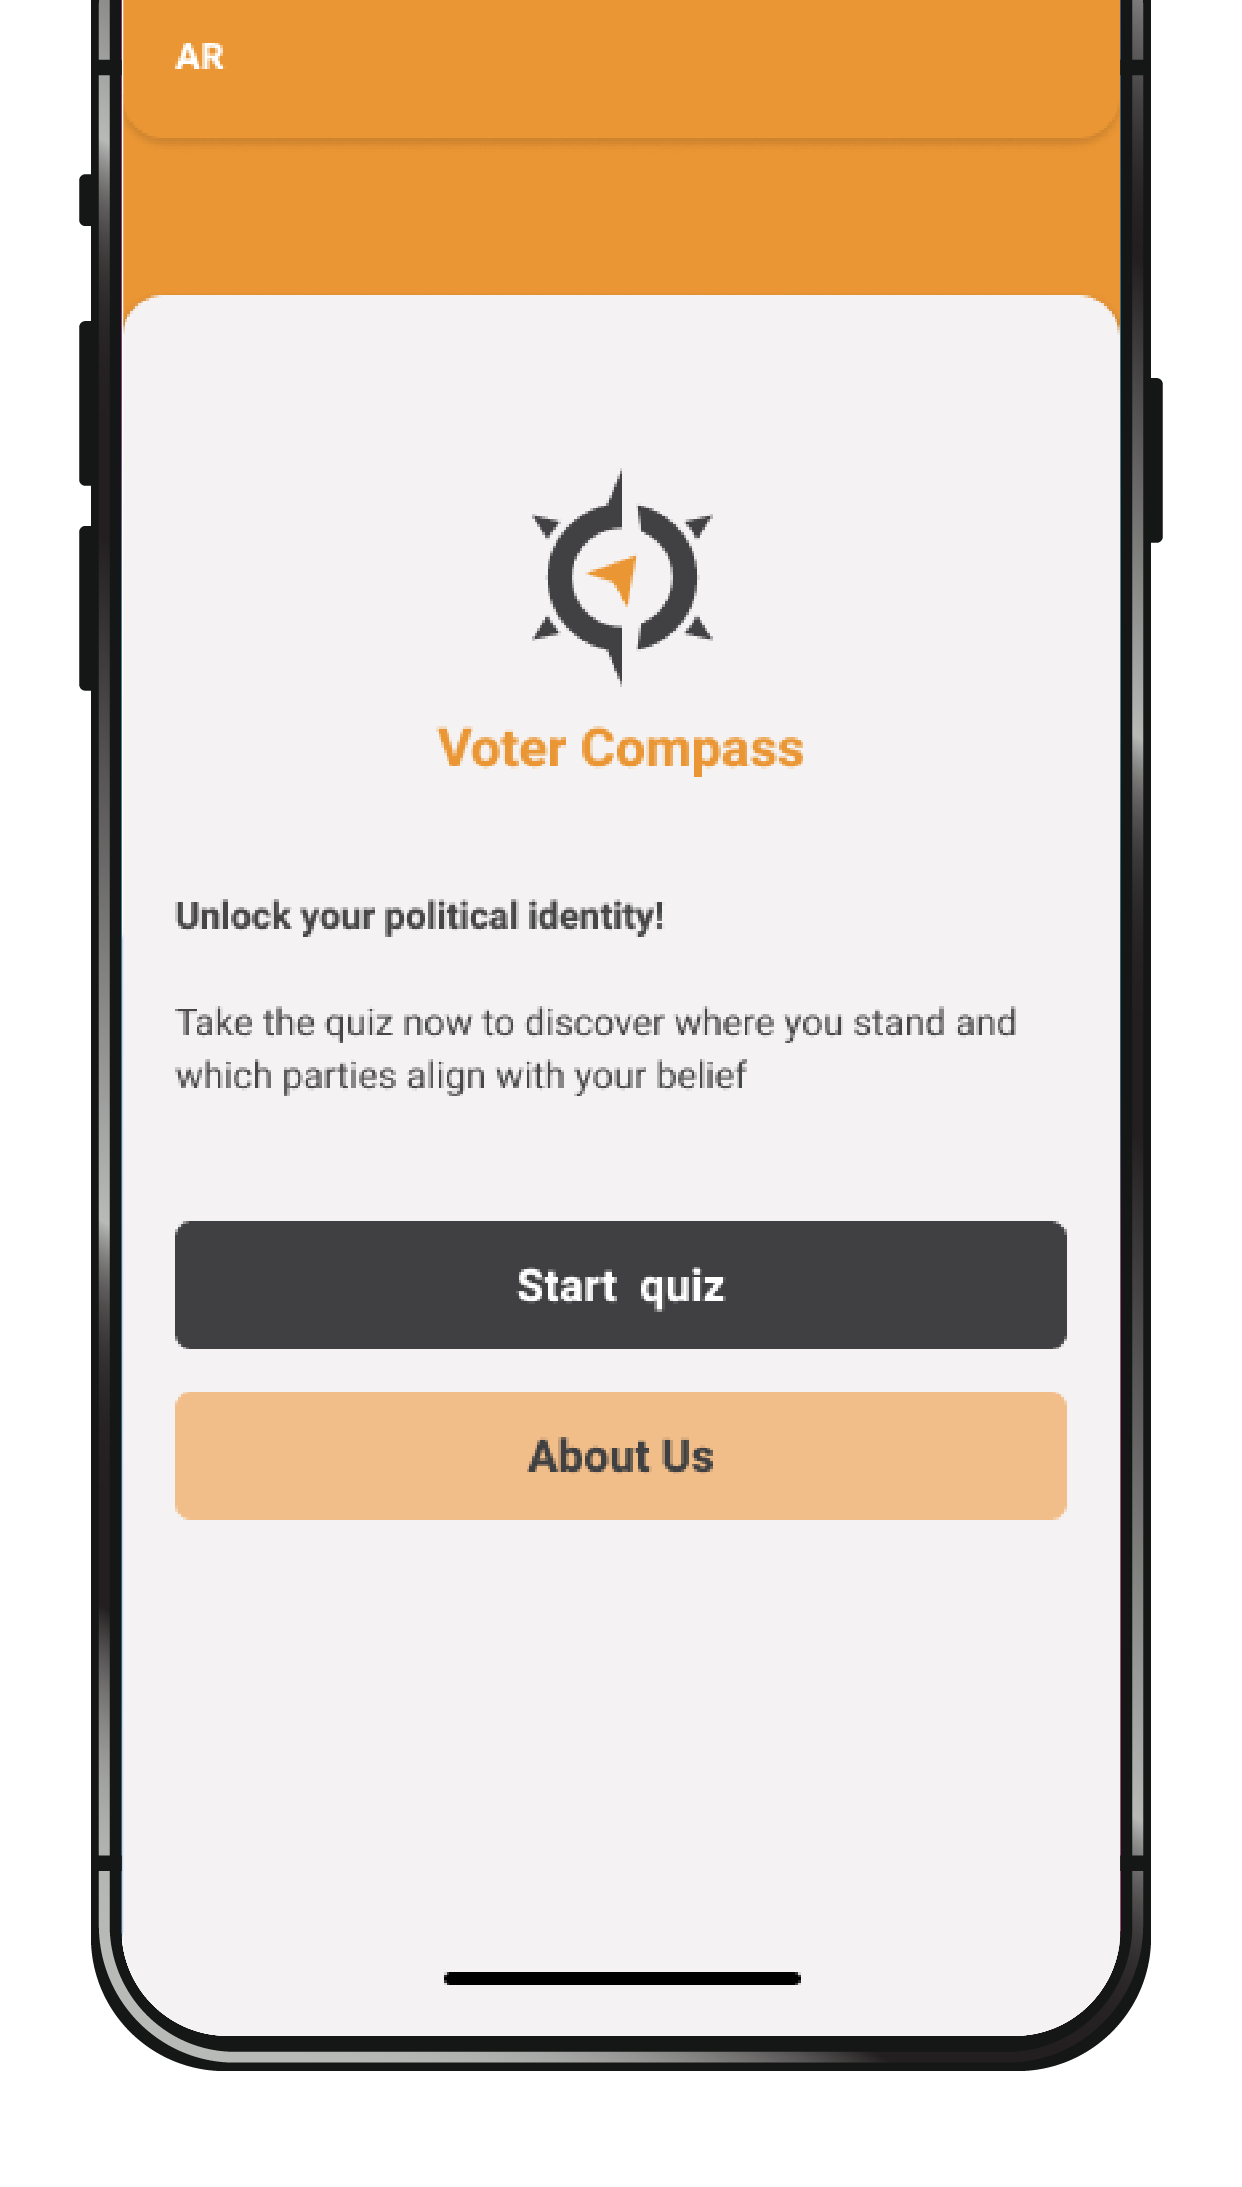 AR
Voter Compass
Unlock your political identity!
Take the quiz now to discover where you stand and
which parties align with your belief
Start quiz
About Us